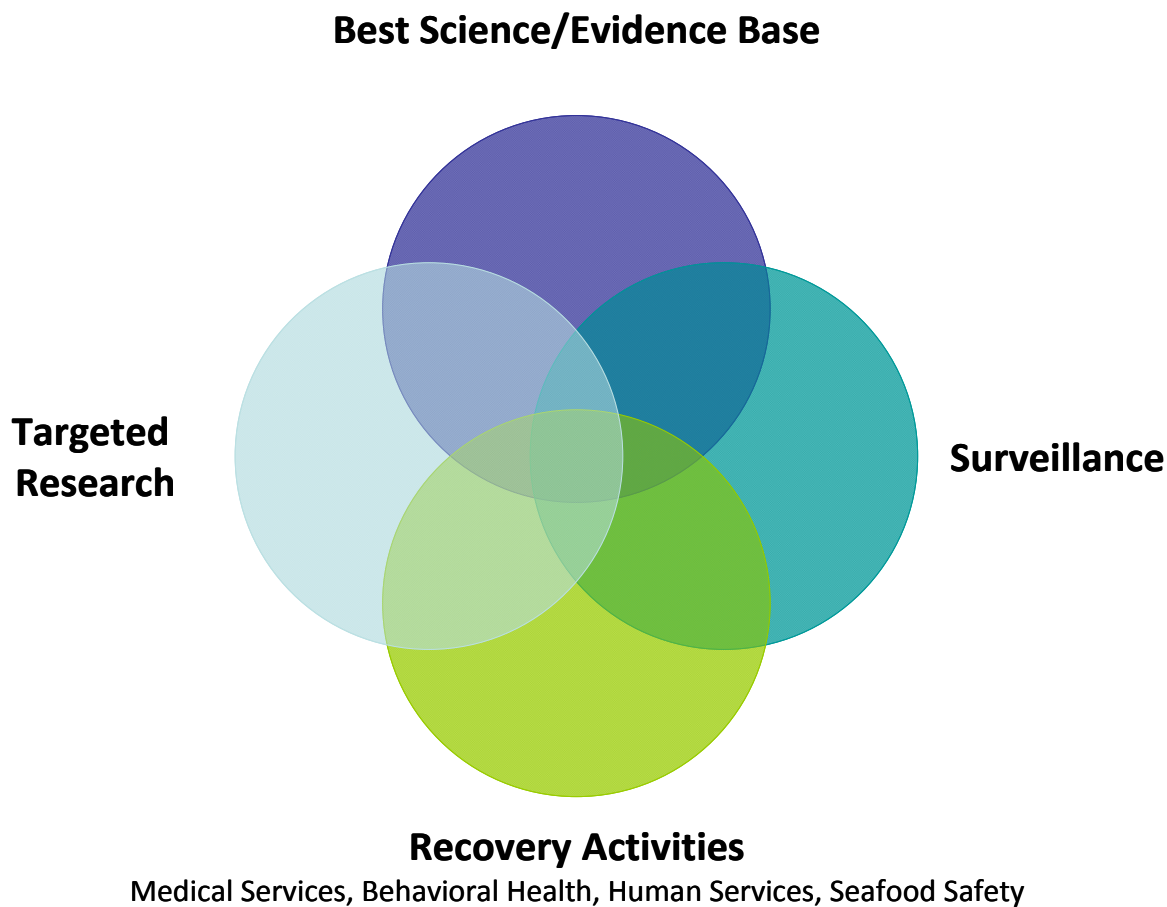 Best Science/Evidence Base
Targeted
Research
Surveillance
Recovery Activities
Medical Services, Behavioral Health, Human Services, Seafood Safety